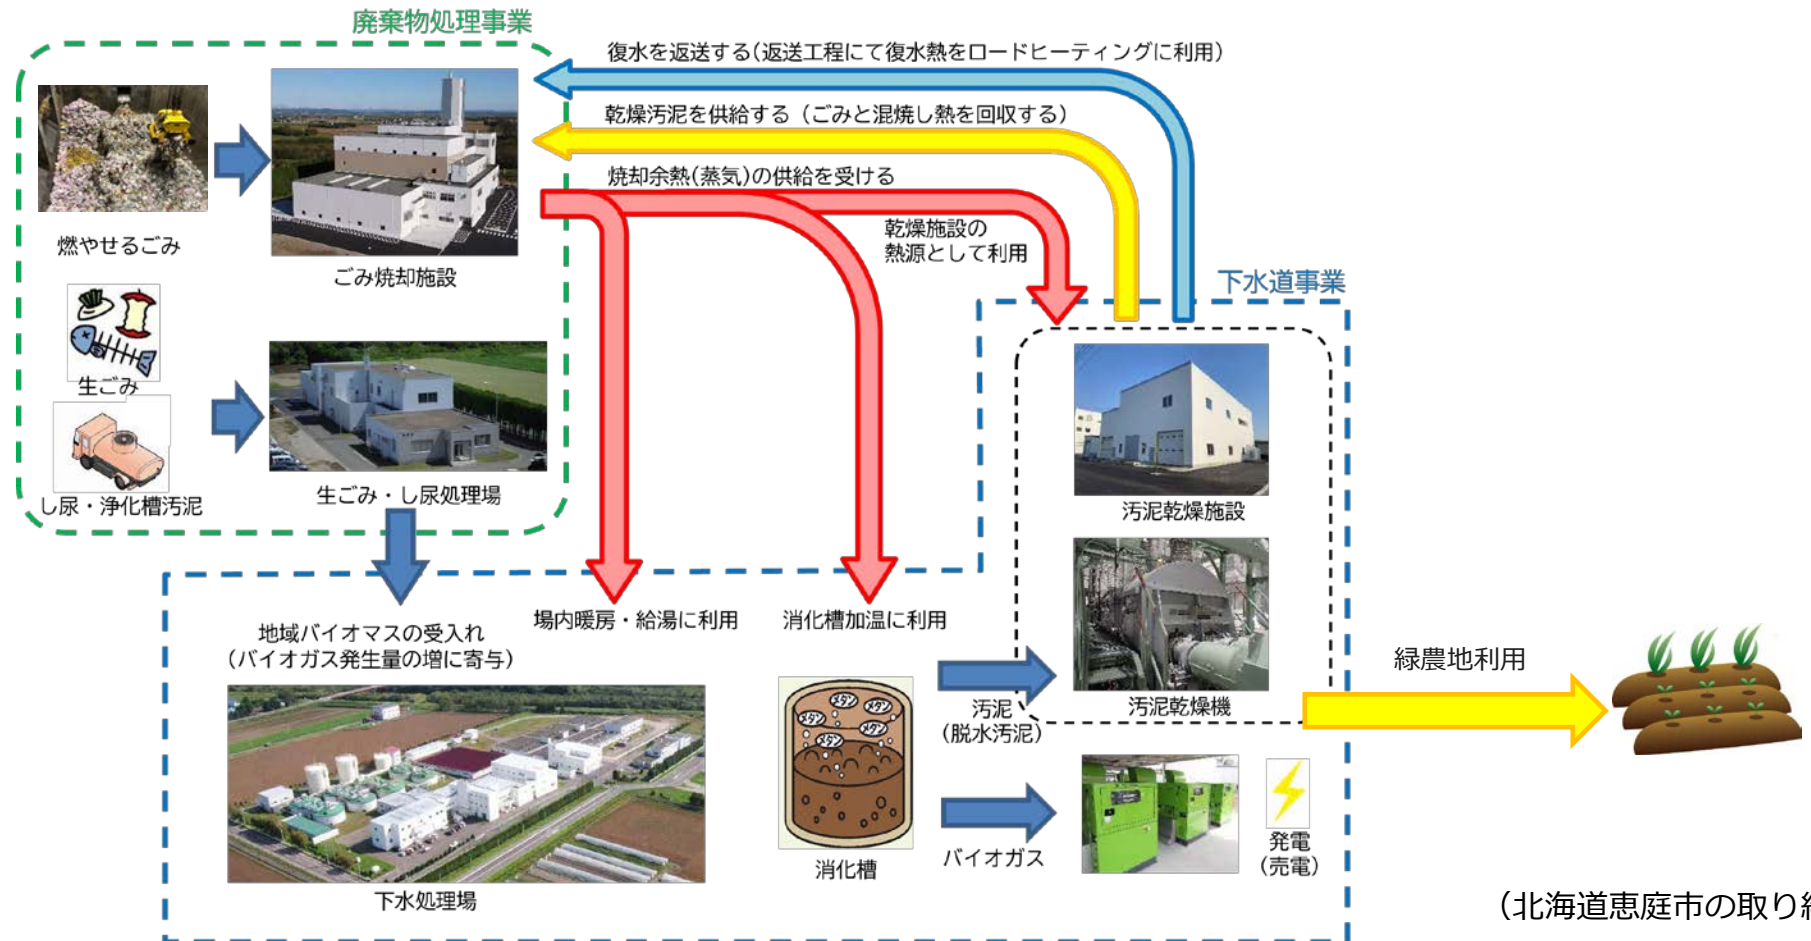 廃棄物処理事業
復水を返送する(返送工程にて復水熱をロードヒーティングに利用)
乾燥汚泥を供給する（ごみと混焼し熱を回収する）
焼却余熱(蒸気)の供給を受ける
乾燥施設の
熱源として利用
燃やせるごみ
ごみ焼却施設
生ごみ
し尿・浄化槽汚泥
生ごみ・し尿処理場
下水道事業
汚泥乾燥施設
汚泥乾燥機
地域バイオマスの受入れ
(バイオガス発生量の増に寄与)
場内暖房・給湯に利用
消化槽加温に利用
下水処理場
メタン
メタン
メタン
メタン
メタン
消化槽
汚泥
(脱水汚泥)
バイオガス
発電
(売電)
緑農地利用
（北海道恵庭市の取り